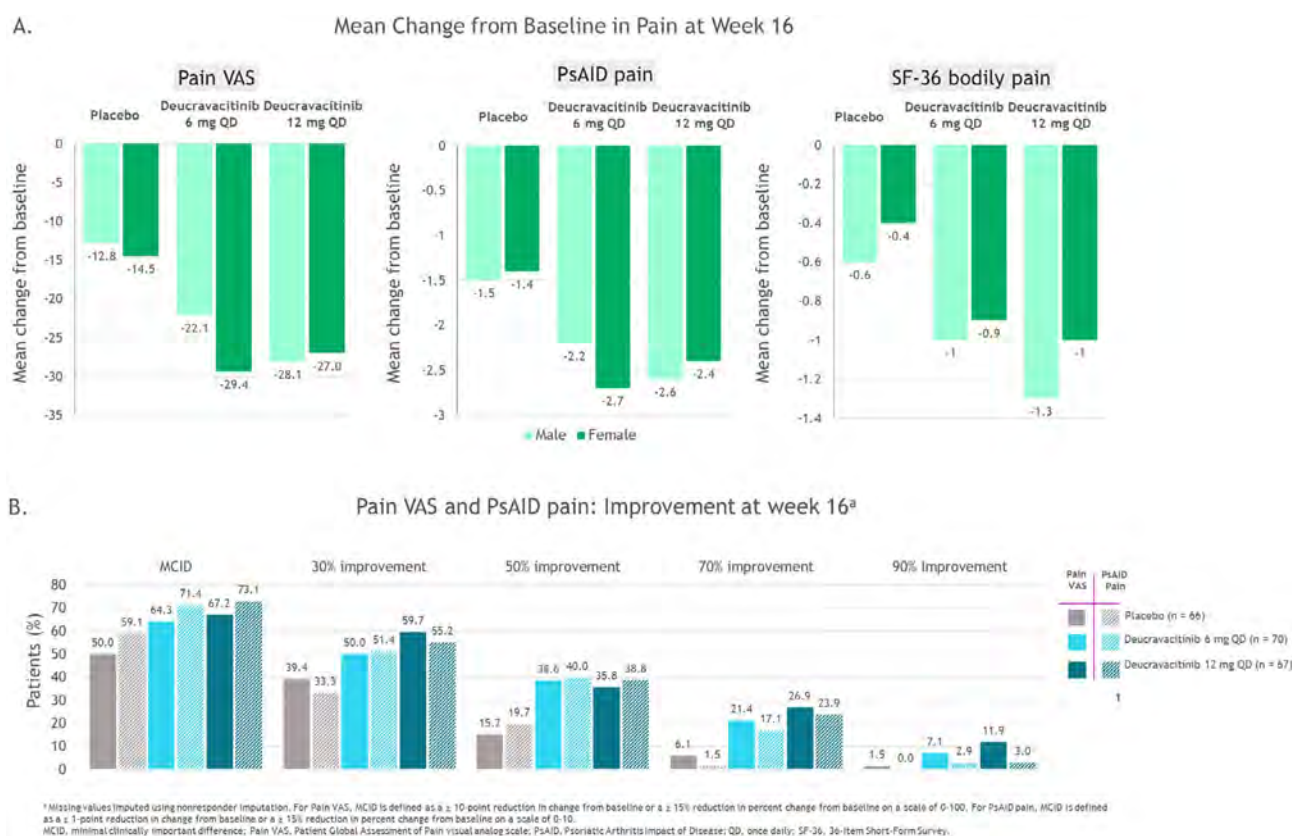 A.
Mean Change from Baseline in Pain at Week 16
Pain VAS
PsAID pain
SF-36 bodily pain
Placebo
Deucravacitinib
6 mg QD
Deucravacitinib
12 mg QD
Placebo
Deucravacitinib
6 mg QD
Deucravacitinib
12 mg QD
Placebo
Deucravacitinib
6 mg QD
Deucravacitinib
12 mg QD
Mean change from baseline
0
-5
-10
-15
-20
-25
-30
-35
-12.8
-14.5
-22.1
-29.4
-28.1
-27.0
Mean change from baseline
0
-0.5
-1
-1.5
-2
-2.5
-3
-1.5
-1.4
-2.2
-2.7
-2.6
-2.4
Mean change from baseline
0
-0.2
-0.4
-0.6
-0.8
-1
-1.2
-1.4
-0.6
-0.4
-1
-0.9
-1.3
-1
Male Female
B.
Pain VAS and PsAID pain: Improvement at week 16a
MCID
30% improvement
50% improvement
70% improvement
90% Improvement
Patients (%)
80
70
60
50
40
30
20
10
0
50.0
59.1
64.3
71.4
67.2
73.1
39.4
33.3
50.0
51.4
59.7
55.2
15.2
19.7
38.6
40.0
35.8
38.8
6.1
1.5
21.4
17.1
26.9
23.9
1.5
0.0
7.1
2.9
11.9
3.0
Pain VAS
PsAID Pain
Placebo (n = 66)
Deucravacitinib 6 mg QD (n = 70)
Deucravacitinib 12 mg QD (n = 67)
1
a Missing values imputed using nonresponder imputation. For Pain VAS, MCID is defined as a ± 10-point reduction in change from baseline or a ± 15% reduction in percent change from baseline on a scale of 0-100. For PsAID pain, MCID is defined
as a ± 1-point reduction in change from baseline or a ± 15% reduction in percent change from baseline on a scale of 0-10.
MCID, minimal clinically important difference; Pain VAS, Patient Global Assessment of Pain visual analog scale; PsAID, Psoriatic Arthritis Impact of Disease; QD, once daily; SF-36, 36-Item Short-Form Survey.